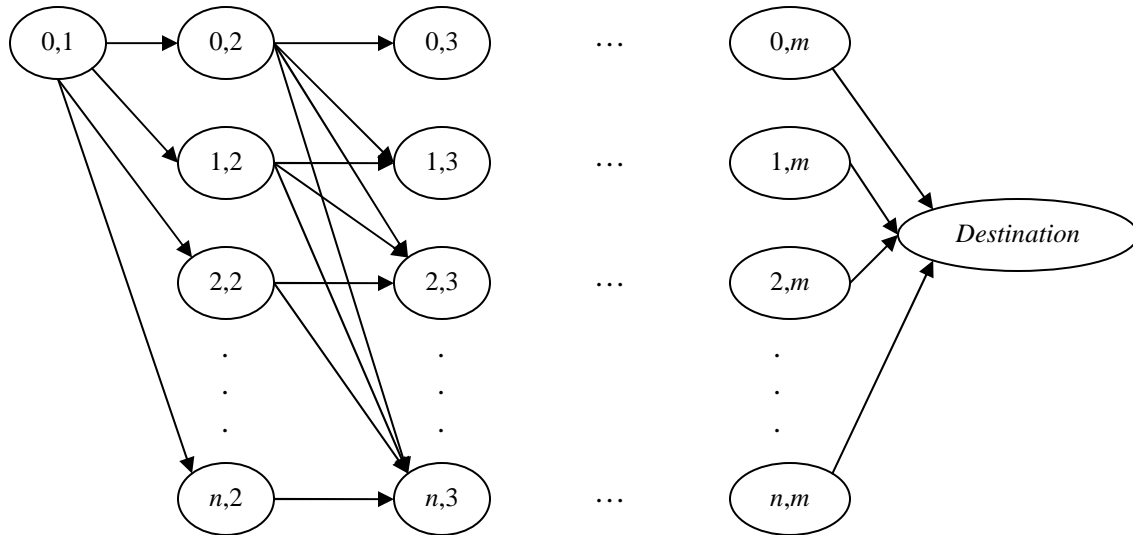 0,1 0,2 0,3 … 0,m
1,2 1,3 … 1,m
Destination
2,2 2,3 … 2,m
. . .
. . .
. . .
n,2 n,3 … n,m